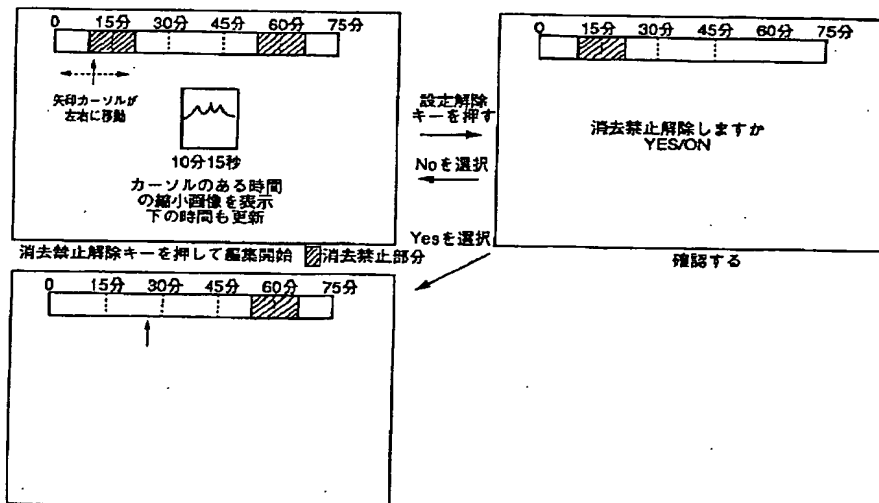 0 15分 30分 45分 60分 75分
矢印カーソルが
左右に移動
10分15秒
カーソルのある時間
の縮小画像を表示
下の時間も更新
消去禁止解除キーを押して編集開始 消去禁止部分
設定解除
キーを押す
Noを選択
Yesを選択
0 15分 30分 45分 60分 75分
消去禁止解除しますか
YES/ON
確認する
0 15分 30分 45分 60分 75分